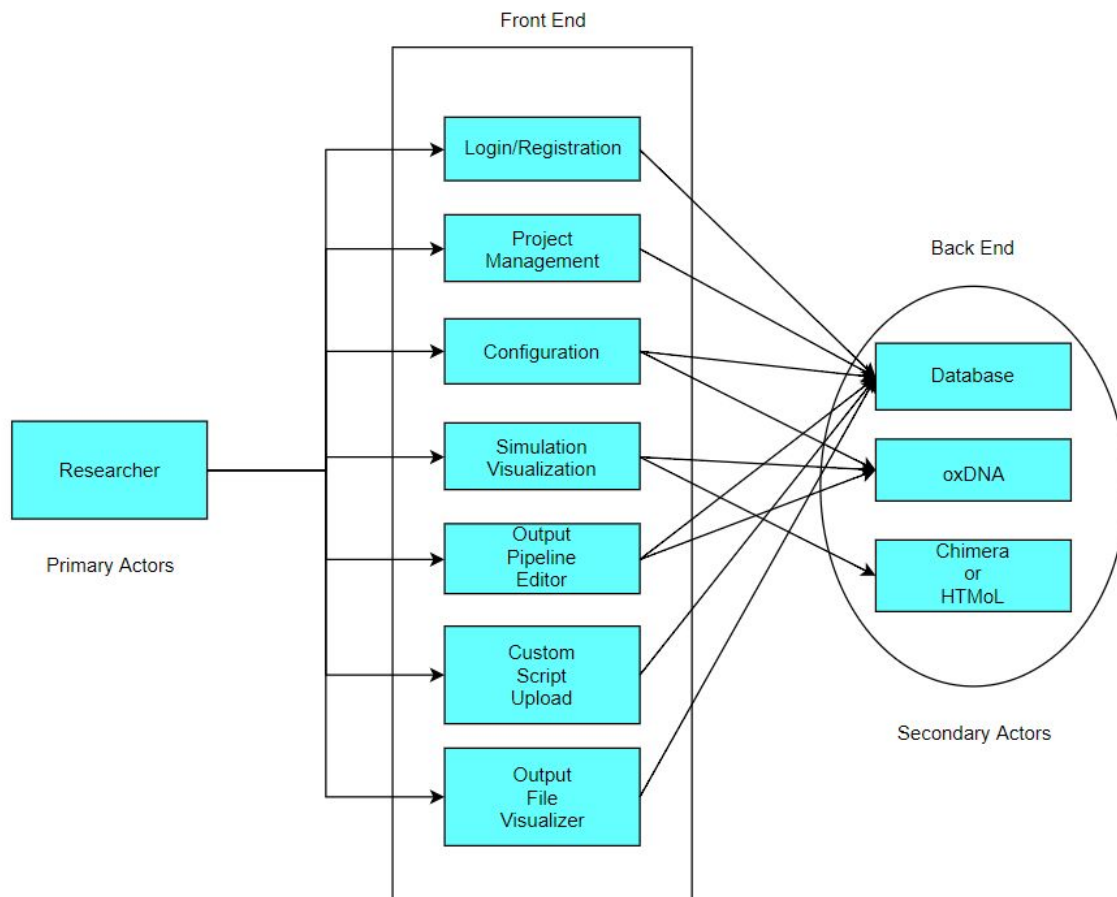 Front End
Login/Registration
Project
Management
Configuration
Simulation
Visualization
Output
Pipeline
Editor
Custom
Script
Upload
Output
File
Visualizer
Researcher
Primary Actors
Back End
Database
oxDNA
Chimera
or
HTMoL
Secondary Actors